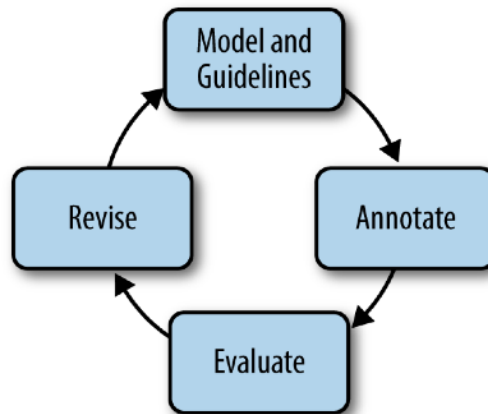 Model and
Guidelines
Annotate
Evaluate
Revise